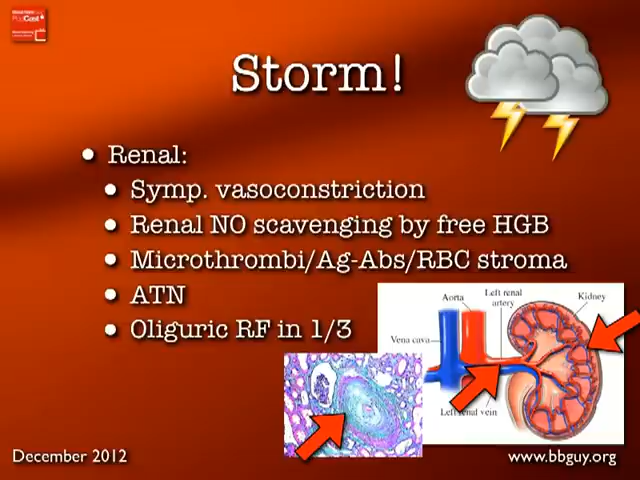 Storm!
Renal:
Symp. vasoconstriction
Renal NO scavenging by free HGB
Microthrombi/Ag-Abs/RBC stroma
ATN
Oliguric RF in 1/3
Aorta
Left renal
artery
Kidney
Vena cava
Left renal vein
December 2012
www.bbguy.org